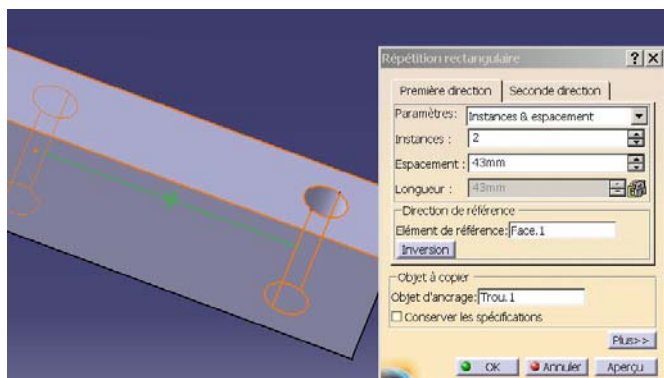 Répétition rectangulaire
Première direction Seconde direction
Paramètres: Instances & espacement
Instances : 2
Espacement : 43mm
Longueur : 43mm
Direction de référence
Elément de référence: Face.1
Inversion
Objet à copier
Objet d'ancrage: Trou.1
Conserver les spécifications
Plus>>
OK Annuler Aperçu